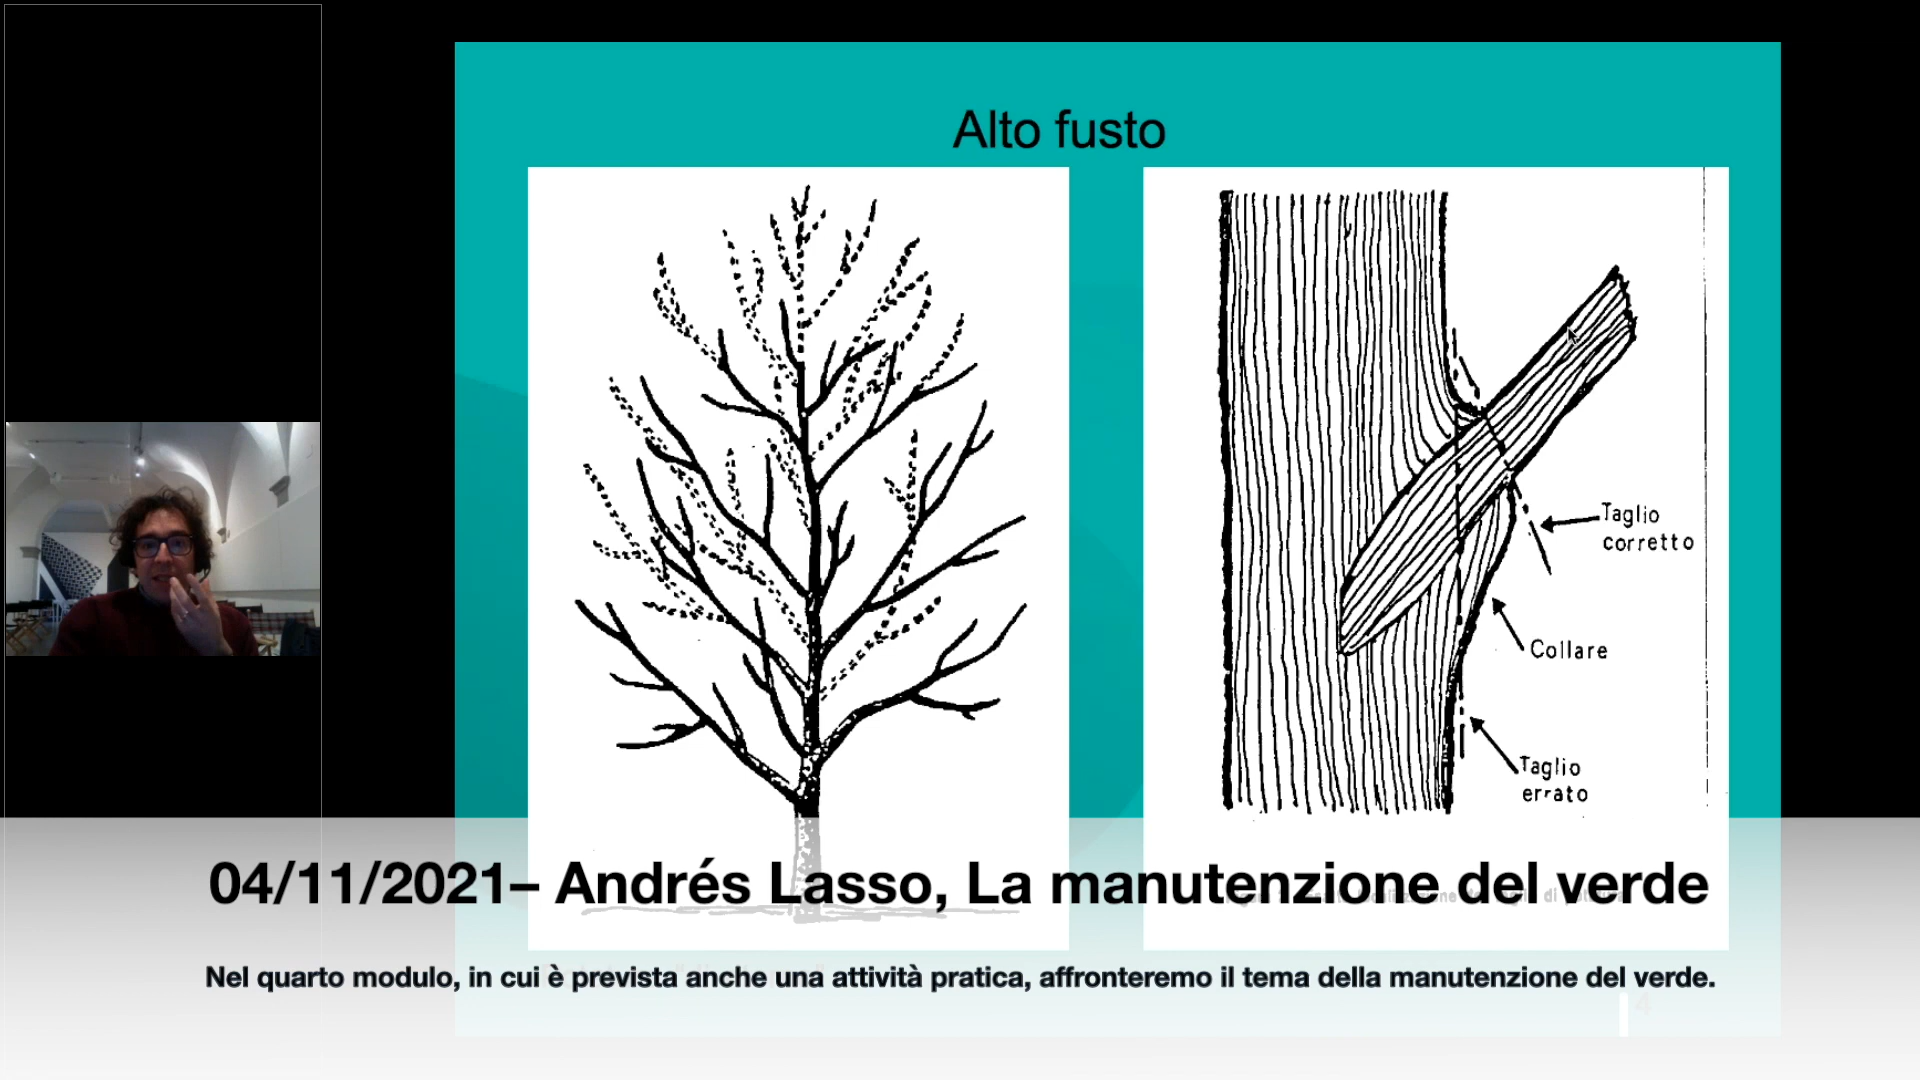 Alto fusto
Taglio
corretto
Collare
Taglio
errato
04/11/2021– Andrés Lasso, La manutenzione del verde
Nel quarto modulo, in cui è prevista anche una attività pratica, affronteremo il tema della manutenzione del verde.
4